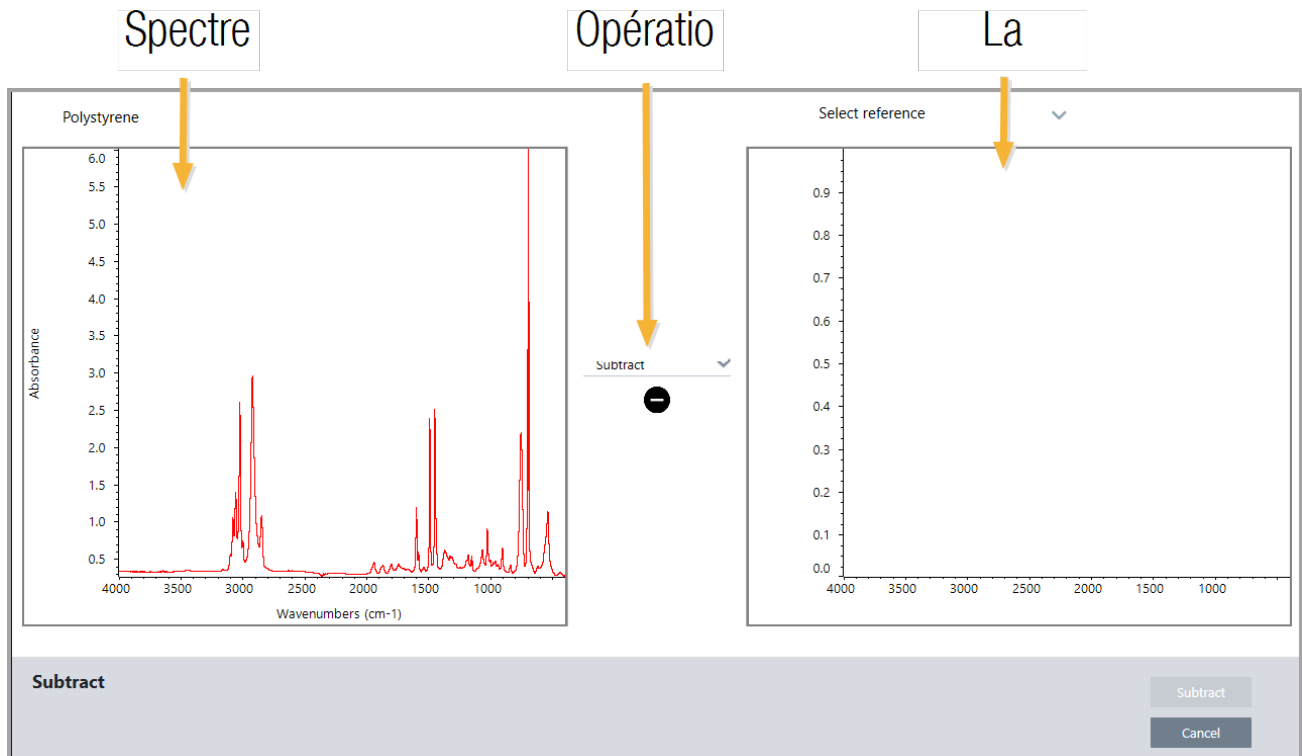 Spectre
Opératio
La
Polystyrene
Select reference
6.0
5.5
5.0
4.5
4.0
3.5
3.0
2.5
2.0
1.5
1.0
0.5
Absorbance
4000 3500 3000 2500 2000 1500 1000
Wavenumbers (cm-1)
Subtract
0.9
0.8
0.7
0.6
0.5
0.4
0.3
0.2
0.1
0.0
4000 3500 3000 2500 2000 1500 1000
Subtract
Subtract
Cancel